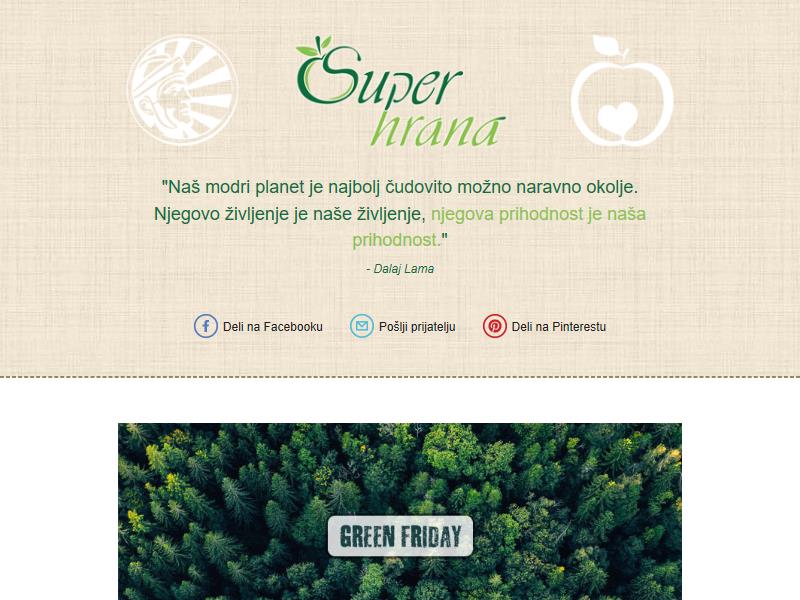 Super
hrana
"Naš modri planet je najbolj čudovito možno naravno okolje.
Njegovo življenje je naše življenje, njegova prihodnost je naša
prihodnost."
- Dalaj Lama
Deli na Facebooku Pošlji prijatelju Deli na Pinterestu
GREEN FRIDAY